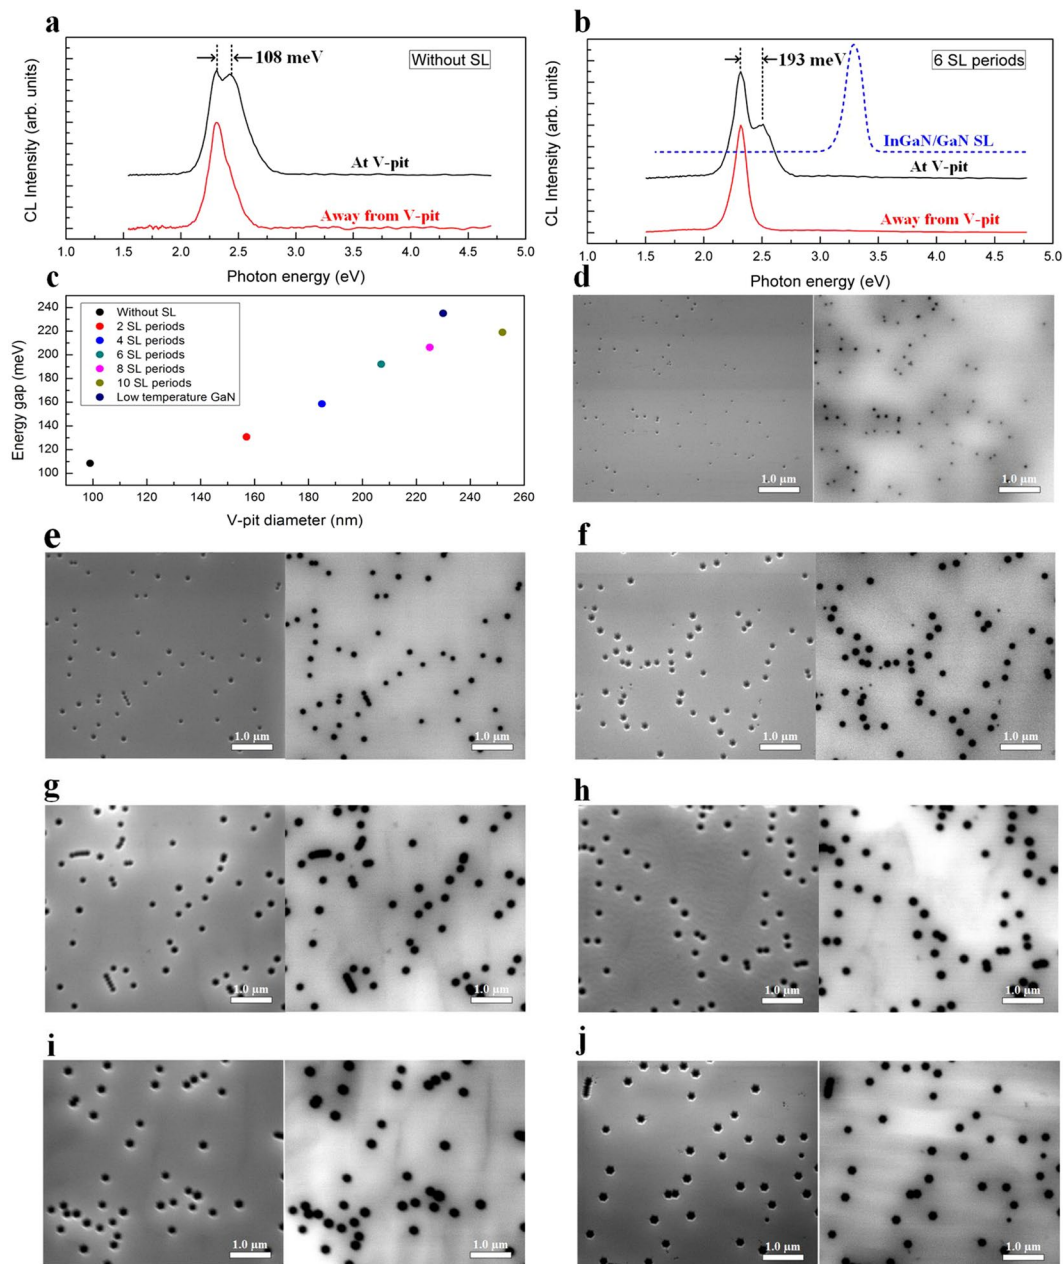 a
108 meV
Without SL
At V-pit
Away from V-pit
CL Intensity (arb. units)
1.0 1.5 2.0 2.5 3.0 3.5 4.0 4.5 5.0
Photon energy (eV)
b
193 meV
6 SL periods
InGaN/GaN SL
At V-pit
Away from V-pit
CL Intensity (arb. units)
1.0 1.5 2.0 2.5 3.0 3.5 4.0 4.5 5.0
Photon energy (eV)
c
Without SL
2 SL periods
4 SL periods
6 SL periods
8 SL periods
10 SL periods
Low temperature GaN
240
220
200
180
160
140
120
100
Energy gap (meV)
100 120 140 160 180 200 220 240 260
V-pit diameter (nm)
d
1.0 µm
1.0 µm
e
1.0 µm
1.0 µm
f
1.0 µm
1.0 µm
g
1.0 µm
1.0 µm
h
1.0 µm
1.0 µm
i
1.0 µm
1.0 µm
j
1.0 µm
1.0 µm